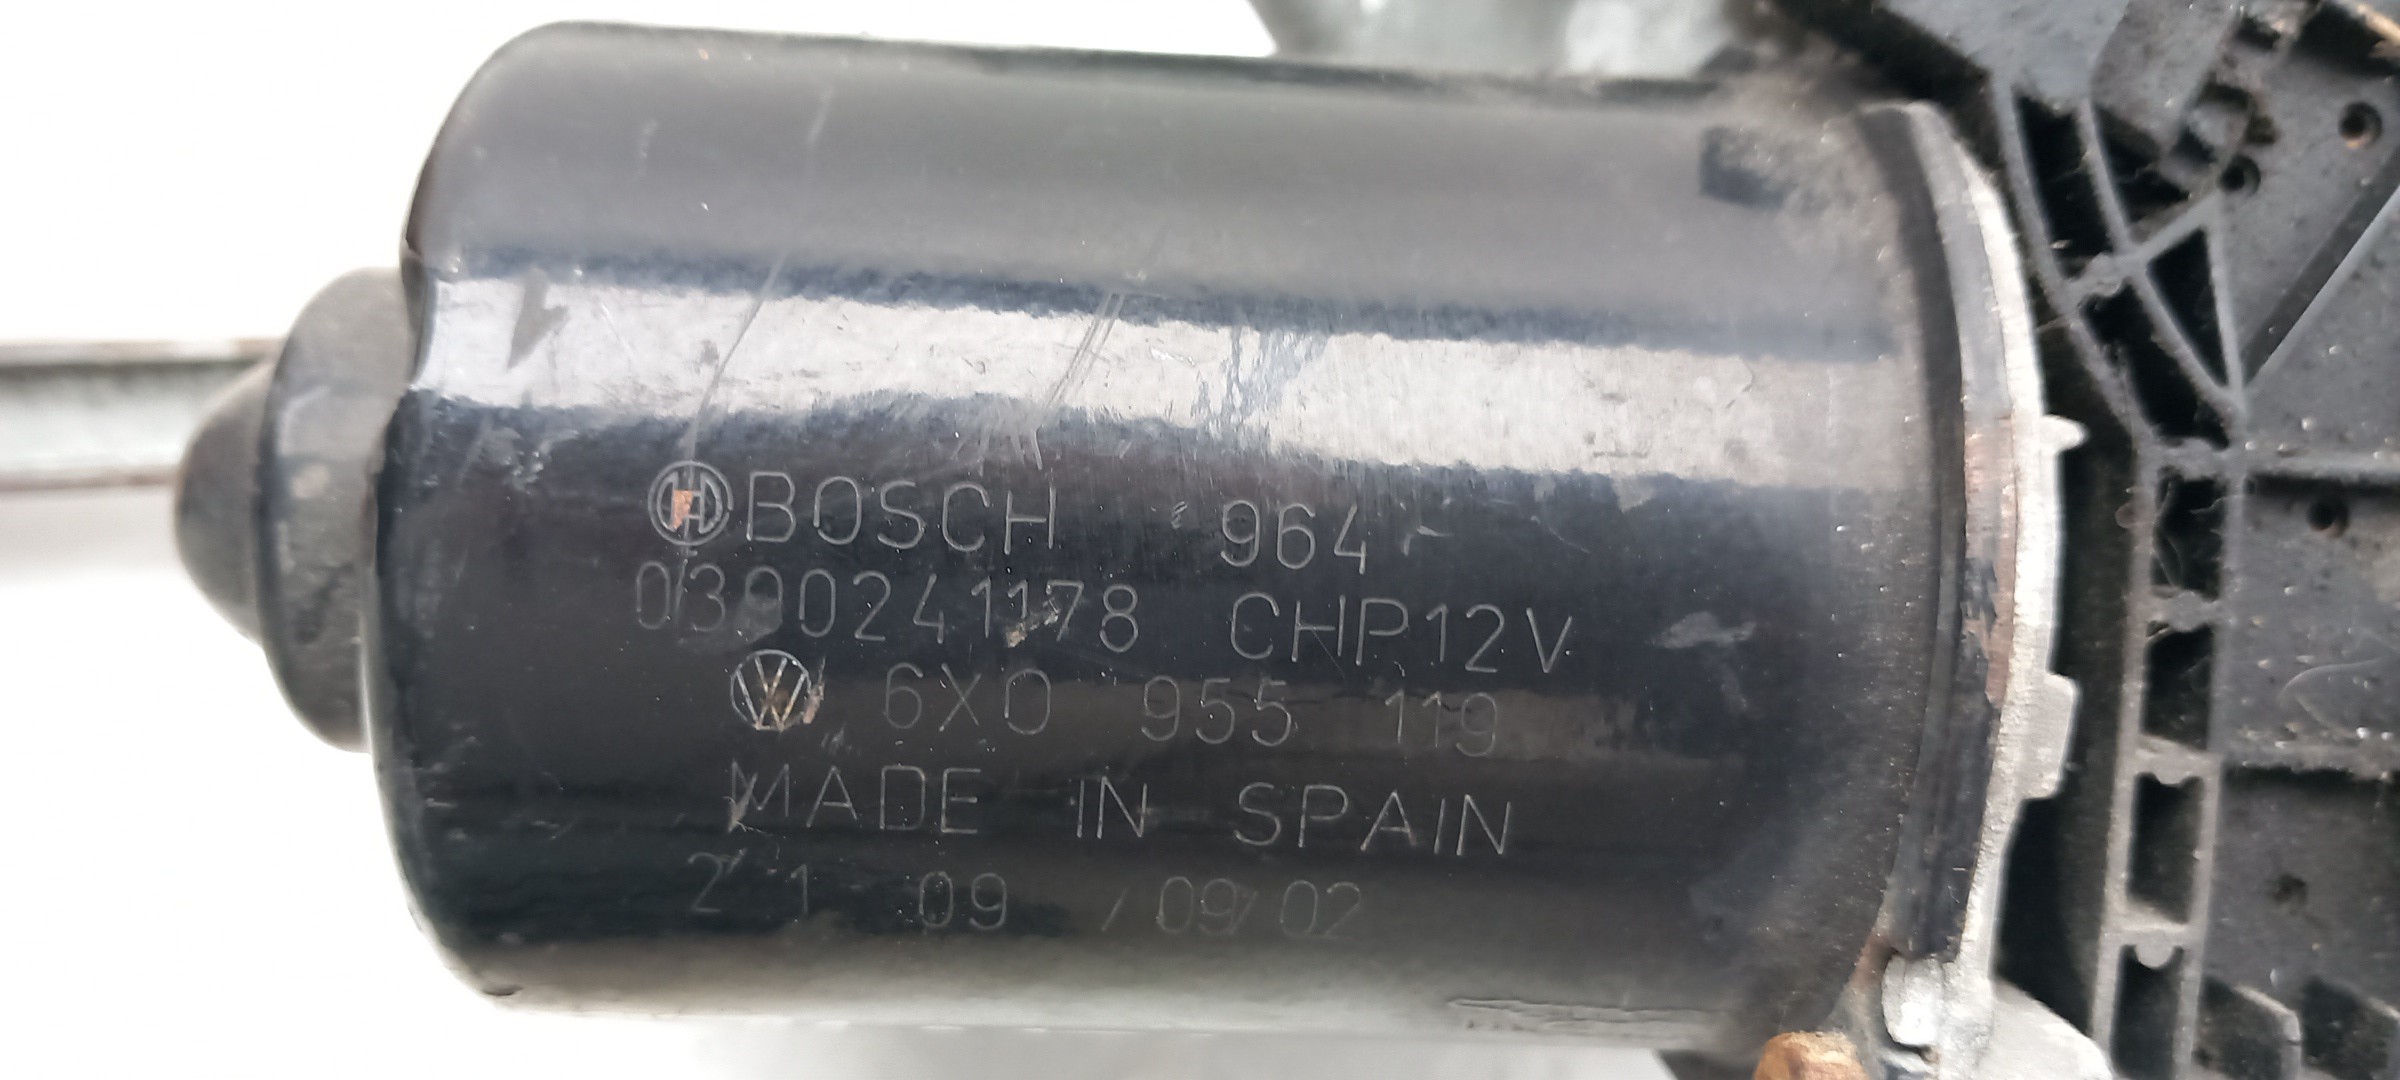 BOSCH 964
0390241178 CHP12V
6X0 955 119
MADE IN SPAIN
21 09 /09/02